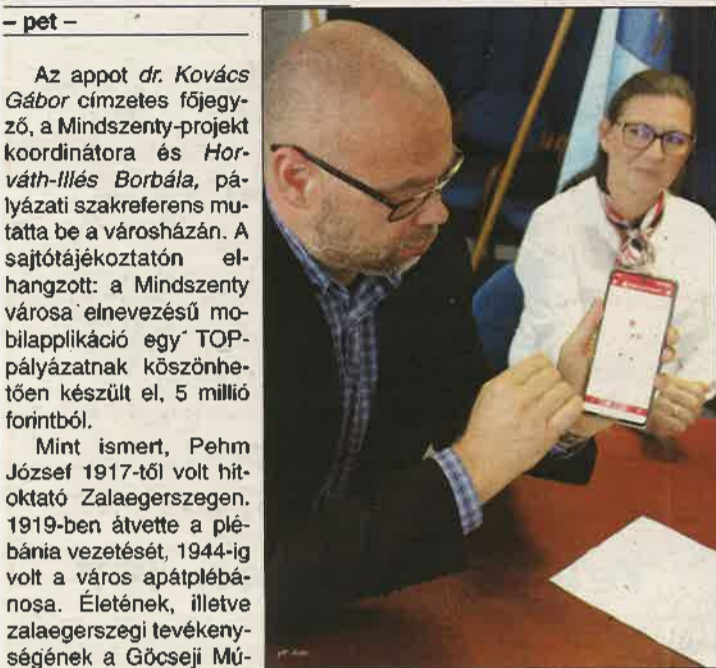 – pet –
Az appot dr. Kovács
Gábor címzetes főjegy-
ző, a Mindszenty-projekt
koordinátora és Hor-
váth-Illés Borbála, pá-
lyázati szakreferens mu-
tatta be a városházán. A
sajtótájékoztatón el-
hangzott: a Mindszenty
városa elnevezésű mo-
bilapplikáció egy TOP-
pályázatnak köszönhe-
tően készült el, 5 millió
forintból.
Mint ismert, Pehm
József 1917-től volt hit-
oktató Zalaegerszegen.
1919-ben átvette a plé-
bánia vezetését, 1944-ig
volt a város apátplébá-
nosa. Életének, illetve
zalaegerszegi tevékeny-
ségének a Göcseji Mú-